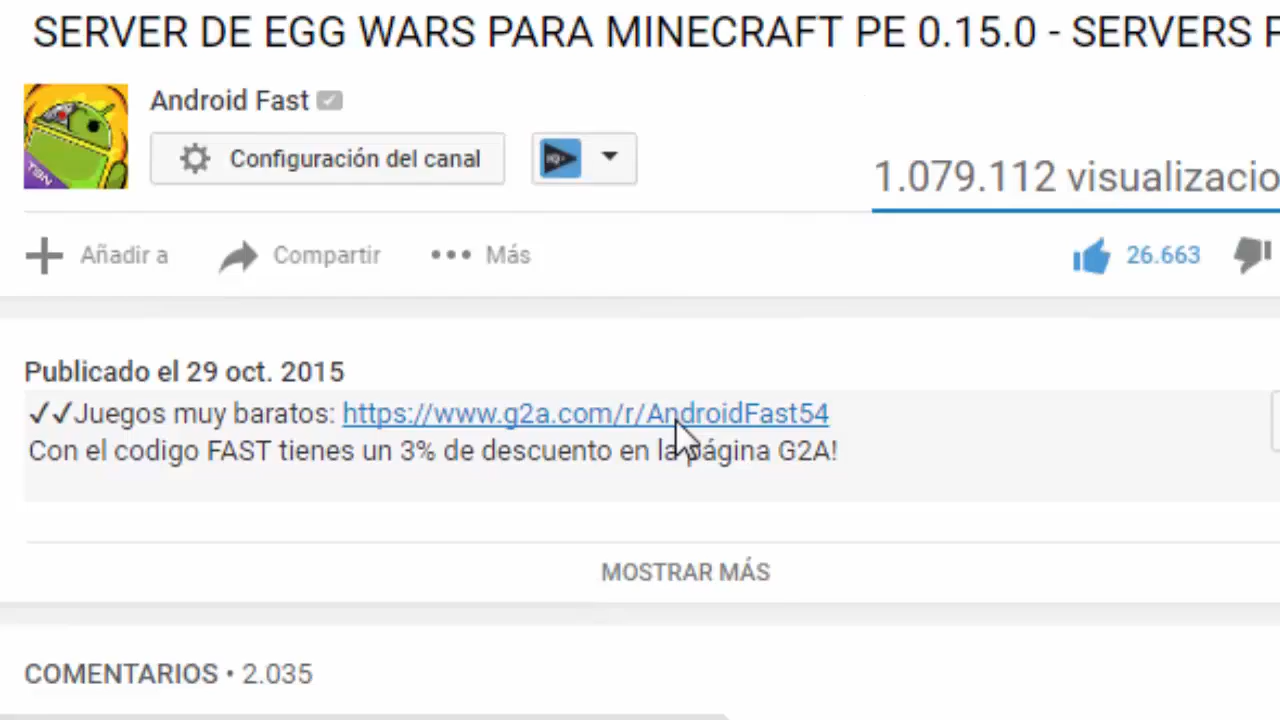 SERVER DE EGG WARS PARA MINECRAFT PE 0.15.0 - SERVERS P
Android Fast
Configuración del canal
1.079.112 visualizacio
Añadir a
Compartir
Más
26.663
Publicado el 29 oct. 2015
✓✓Juegos muy baratos: https://www.g2a.com/r/AndroidFast54
Con el codigo FAST tienes un 3% de descuento en la página G2A!
MOSTRAR MÁS
COMENTARIOS • 2.035